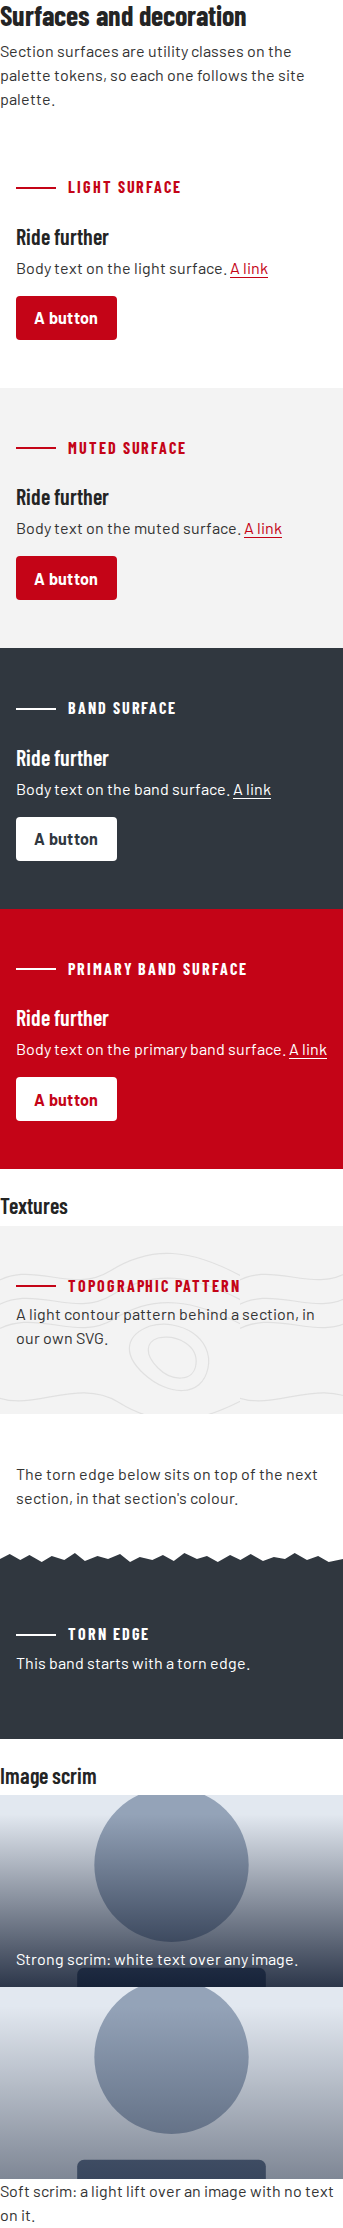 Surfaces and decoration
Section surfaces are utility classes on the
palette tokens, so each one follows the site
palette.
LIGHT SURFACE
Ride further
Body text on the light surface. A link
A button
MUTED SURFACE
Ride further
Body text on the muted surface. A link
A button
BAND SURFACE
Ride further
Body text on the band surface. A link
A button
PRIMARY BAND SURFACE
Ride further
Body text on the primary band surface. A link
A button
Textures
TOPOGRAPHIC PATTERN
A light contour pattern behind a section, in
our own SVG.
The torn edge below sits on top of the next
section, in that section's colour.
TORN EDGE
This band starts with a torn edge.
Image scrim
Strong scrim: white text over any image.
Soft scrim: a light lift over an image with no text
on it.